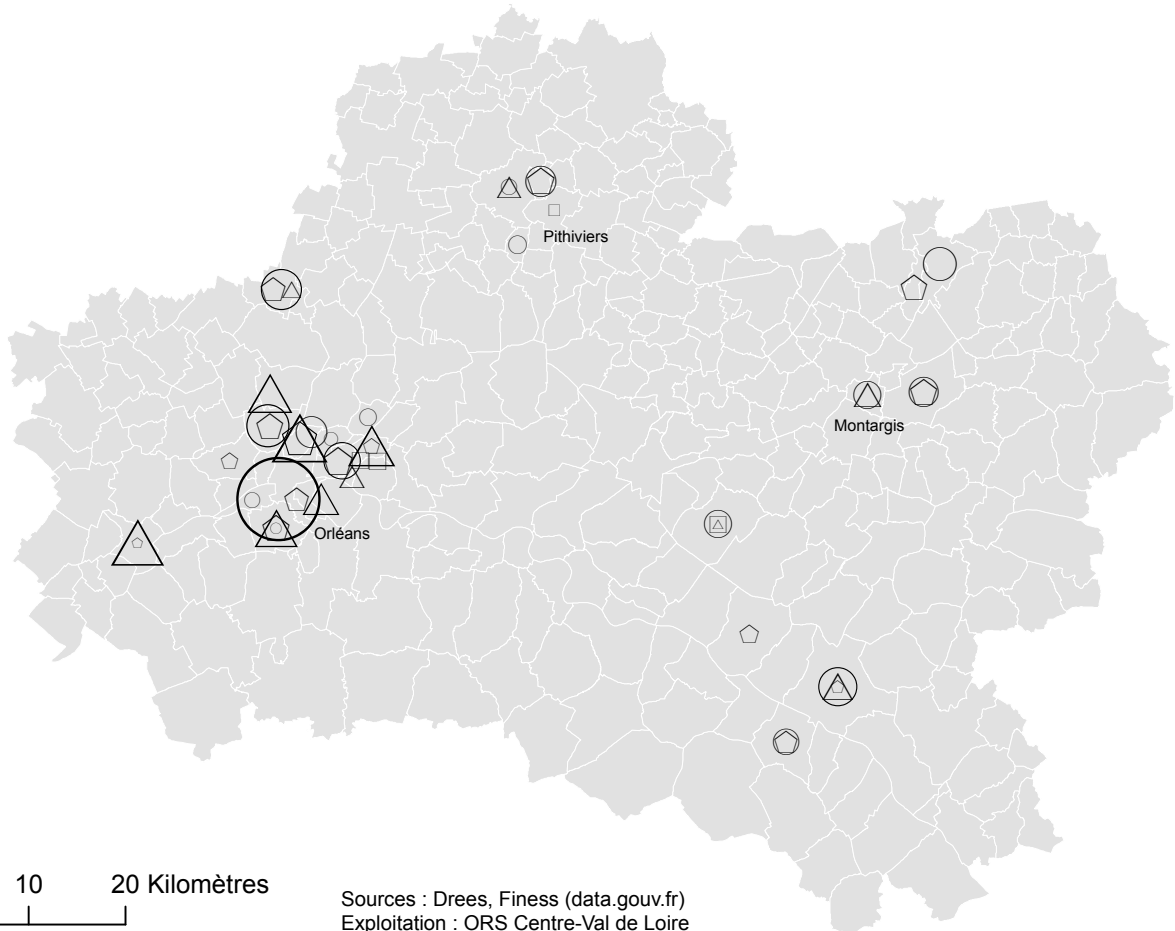 Pithiviers
Montargis
Orléans
10 20 Kilomètres
Sources : Drees, Finess (data.gouv.fr)
Exploitation : ORS Centre-Val de Loire